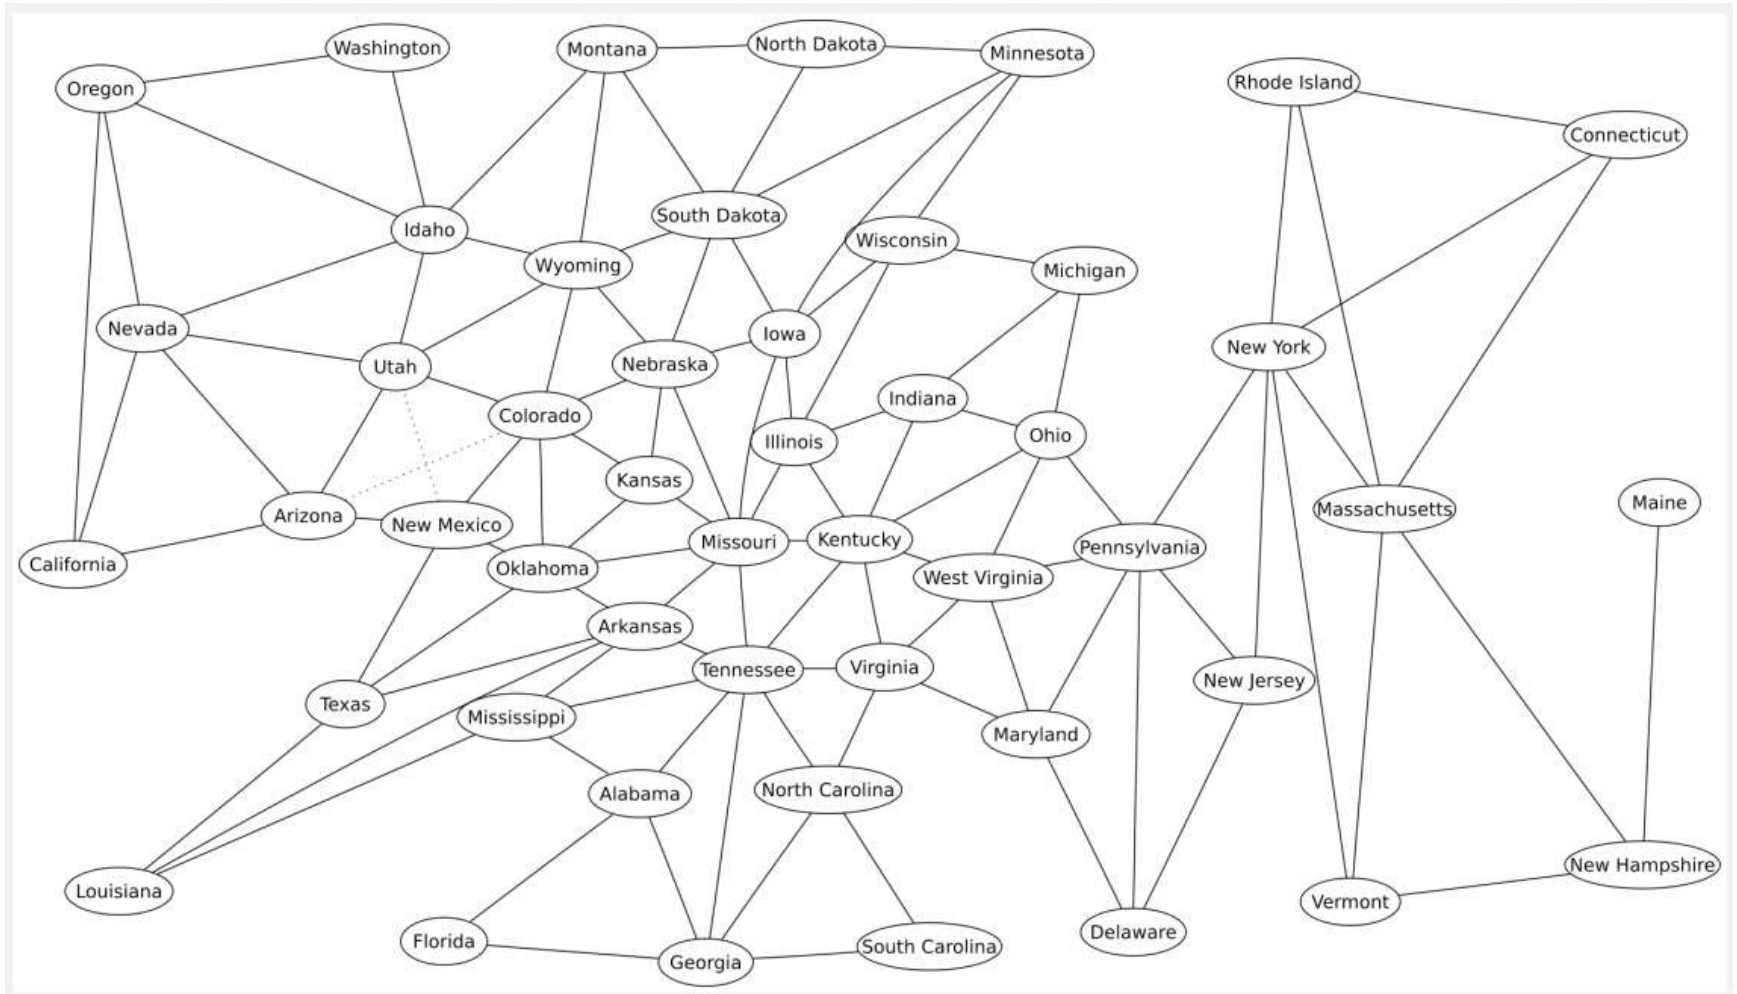 Washington
Montana
North Dakota
Minnesota
Oregon
Rhode Island
Connecticut
South Dakota
Idaho
Wisconsin
Wyoming
Michigan
Nevada
Iowa
New York
Utah
Nebraska
Indiana
Colorado
Illinois
Ohio
Kansas
Arizona
New Mexico
Massachusetts
Maine
California
Oklahoma
Missouri
Kentucky
Pennsylvania
West Virginia
Arkansas
Tennessee
Virginia
New Jersey
Texas
Mississippi
Maryland
Alabama
North Carolina
Louisiana
New Hampshire
Vermont
Florida
Georgia
South Carolina
Delaware